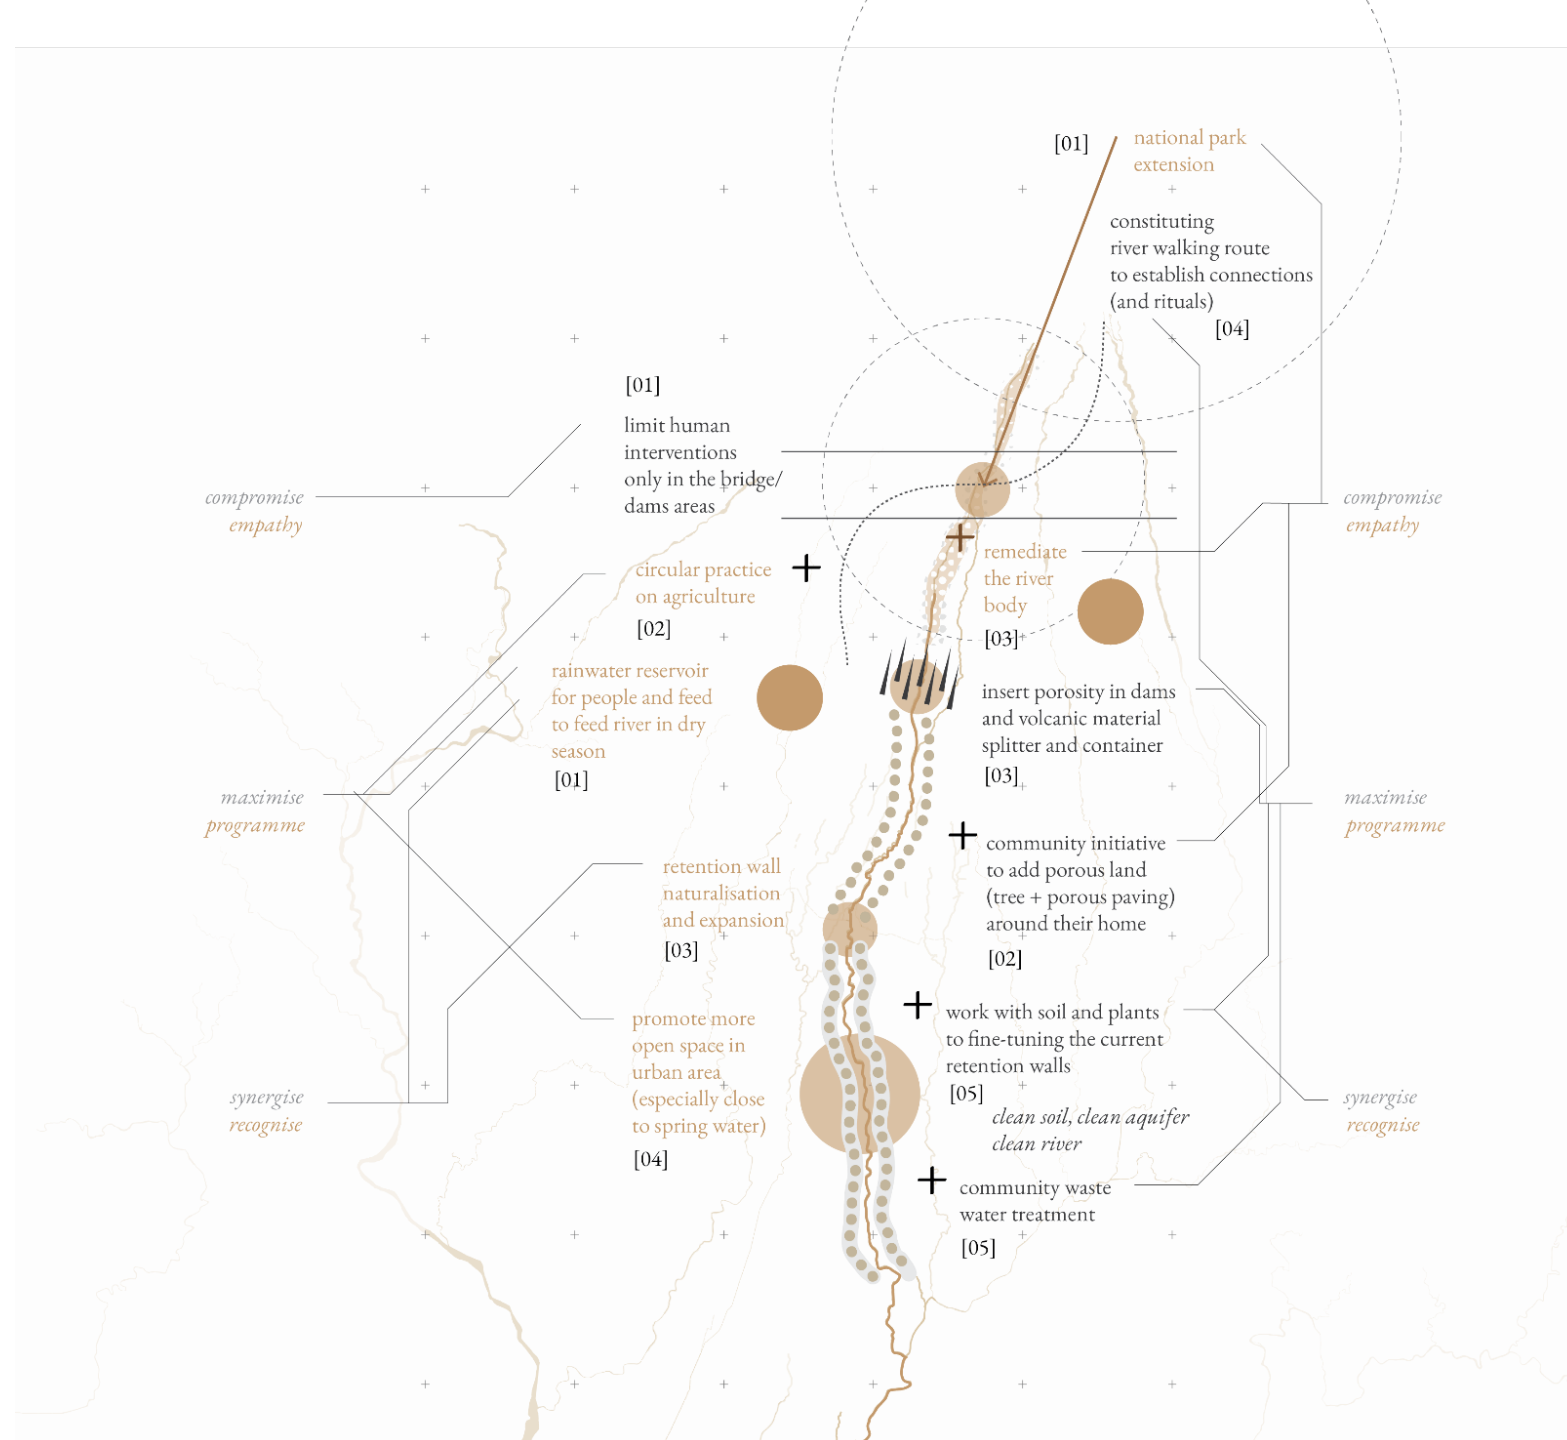 [01]
national park
extension
constituting
river walking route
to establish connections
(and rituals)
[04]
[01]
limit human
interventions
only in the bridge/
dams areas
compromise
empathy
circular practice
on agriculture
[02]
rainwater reservoir
for people and feed
to feed river in dry
season
[01]
maximise
programme
retention wall
naturalisation
and expansion
[03]
promote more
open space in
urban area
(especially close
to spring water)
[04]
synergise
recognise
compromise
empathy
remediate
the river
body
[03]
insert porosity in dams
and volcanic material
splitter and container
[03]
maximise
programme
community initiative
to add porous land
(tree + porous paving)
around their home
[02]
work with soil and plants
to fine-tuning the current
retention walls
[05]
clean soil, clean aquifer
clean river
synergise
recognise
community waste
water treatment
[05]